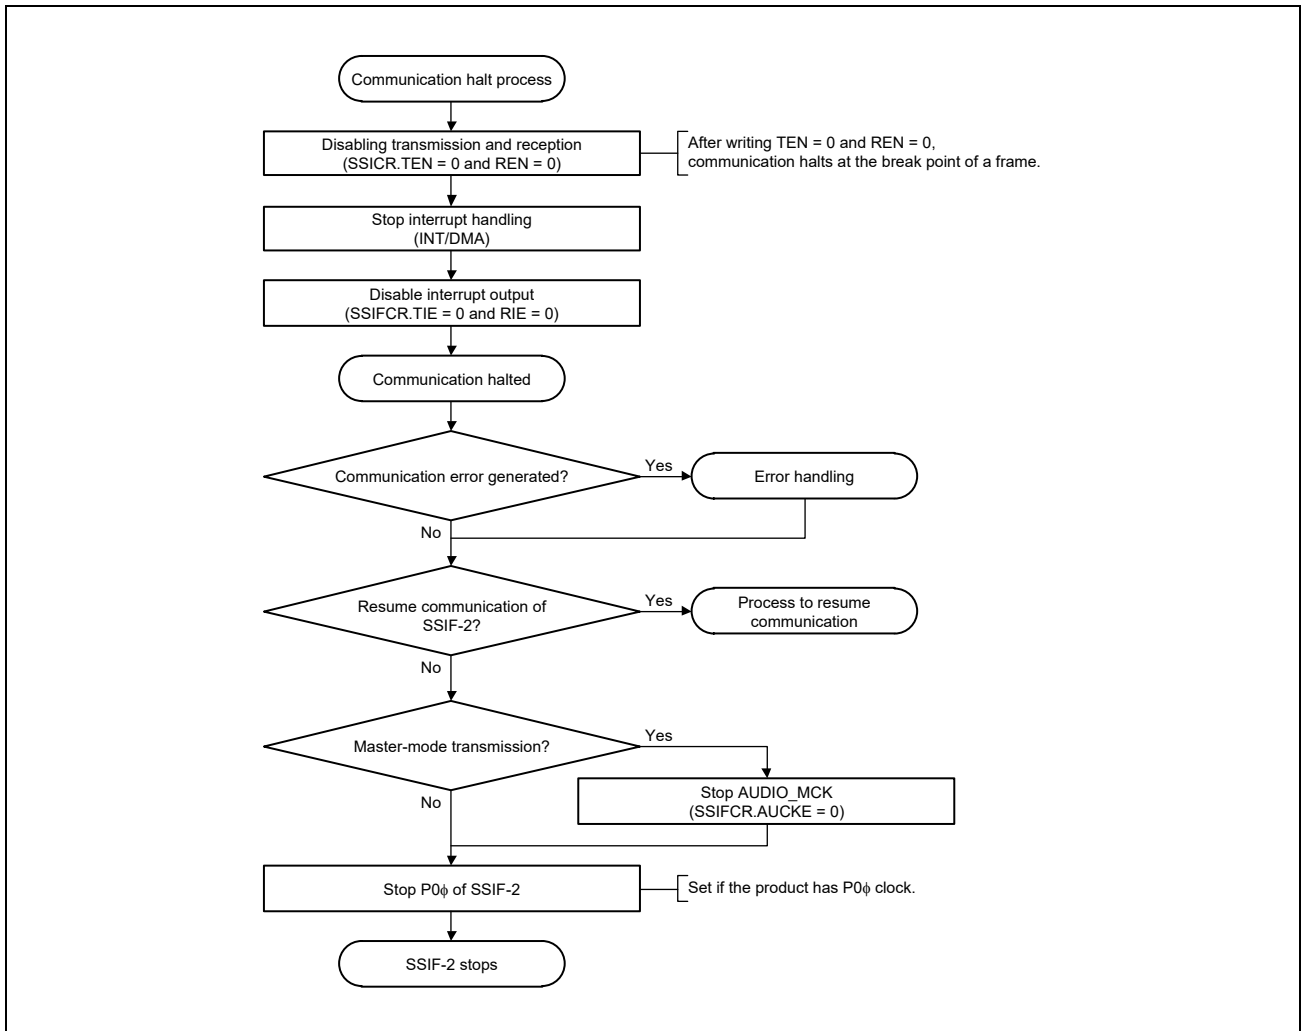 Communication halt process
Disabling transmission and reception
(SSICR.TEN = 0 and REN = 0)
After writing TEN = 0 and REN = 0,
communication halts at the break point of a frame.
Stop interrupt handling
(INT/DMA)
Disable interrupt output
(SSIFCR.TIE = 0 and RIE = 0)
Communication halted
Communication error generated?
Yes
Error handling
No
Resume communication of
SSIF-2?
Yes
Process to resume
communication
No
Master-mode transmission?
Yes
Stop AUDIO_MCK
(SSIFCR.AUCKE = 0)
No
Stop P0ϕ of SSIF-2
Set if the product has P0ϕ clock.
SSIF-2 stops